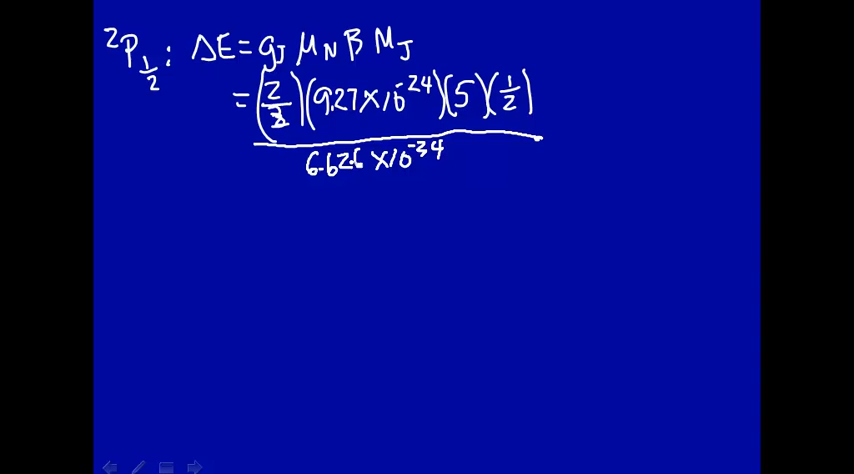 ²P₁/₂ : ΔE = gJ μN B MJ
= (2/3)(9.27×10⁻²⁴)(5)(1/2)
6.626 ×10⁻³⁴